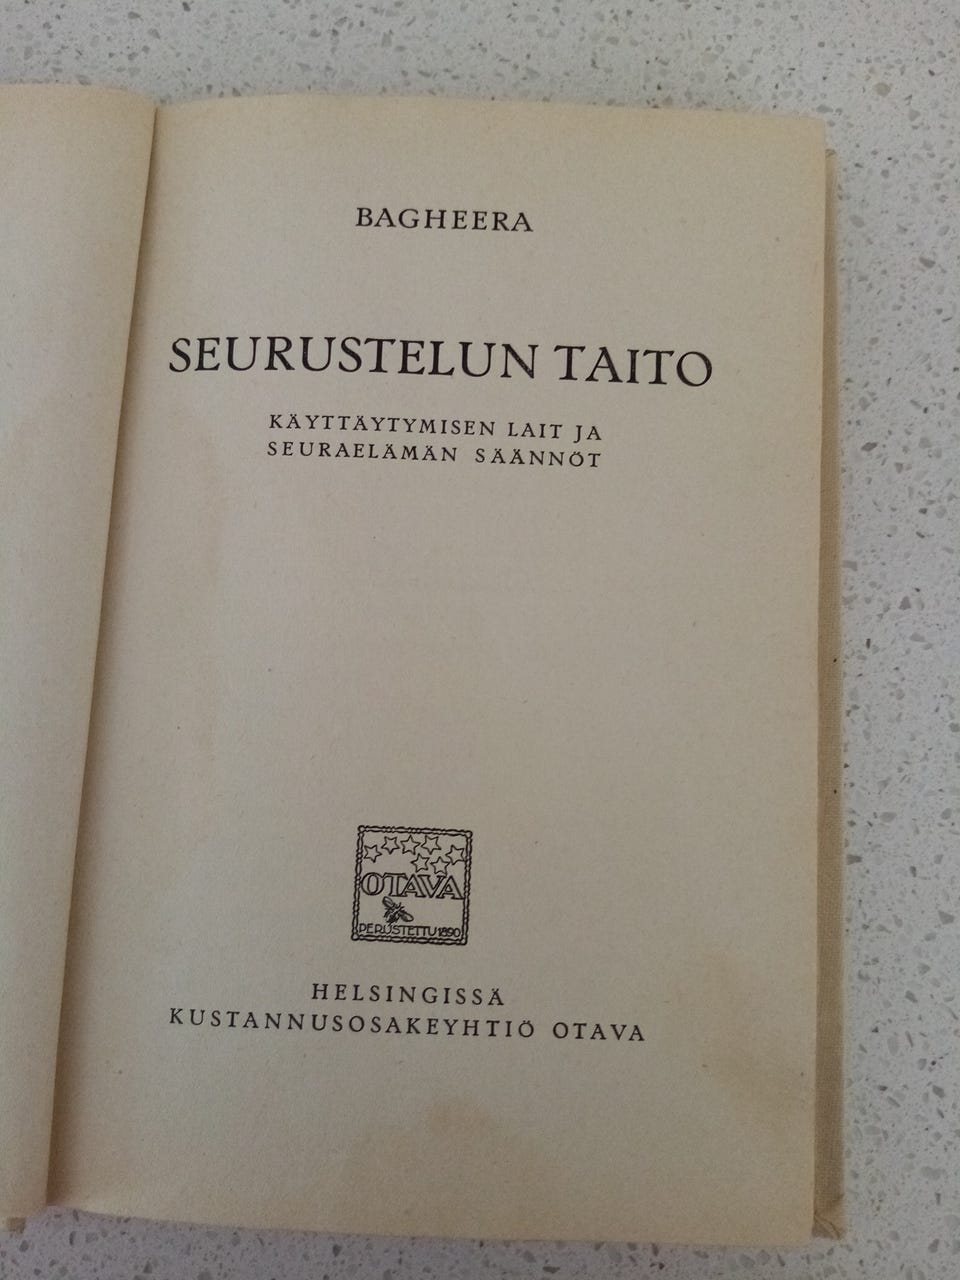 BAGHEERA
SEURUSTELUN TAITO
KÄYTTÄYTYMISEN LAIT JA
SEURAELÄMÄN SÄÄNNÖT
OTAVA
PERUSTETTU 1890
HELSINGISSÄ
KUSTANNUSOSAKEYHTIÖ OTAVA